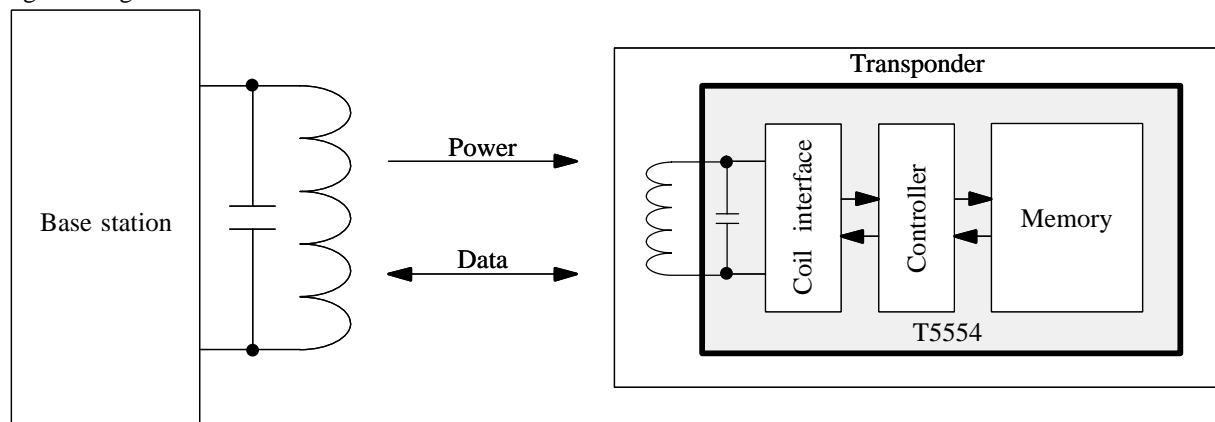 Transponder
Power
Base station
Data
Coil interface
Controller
Memory
T5554